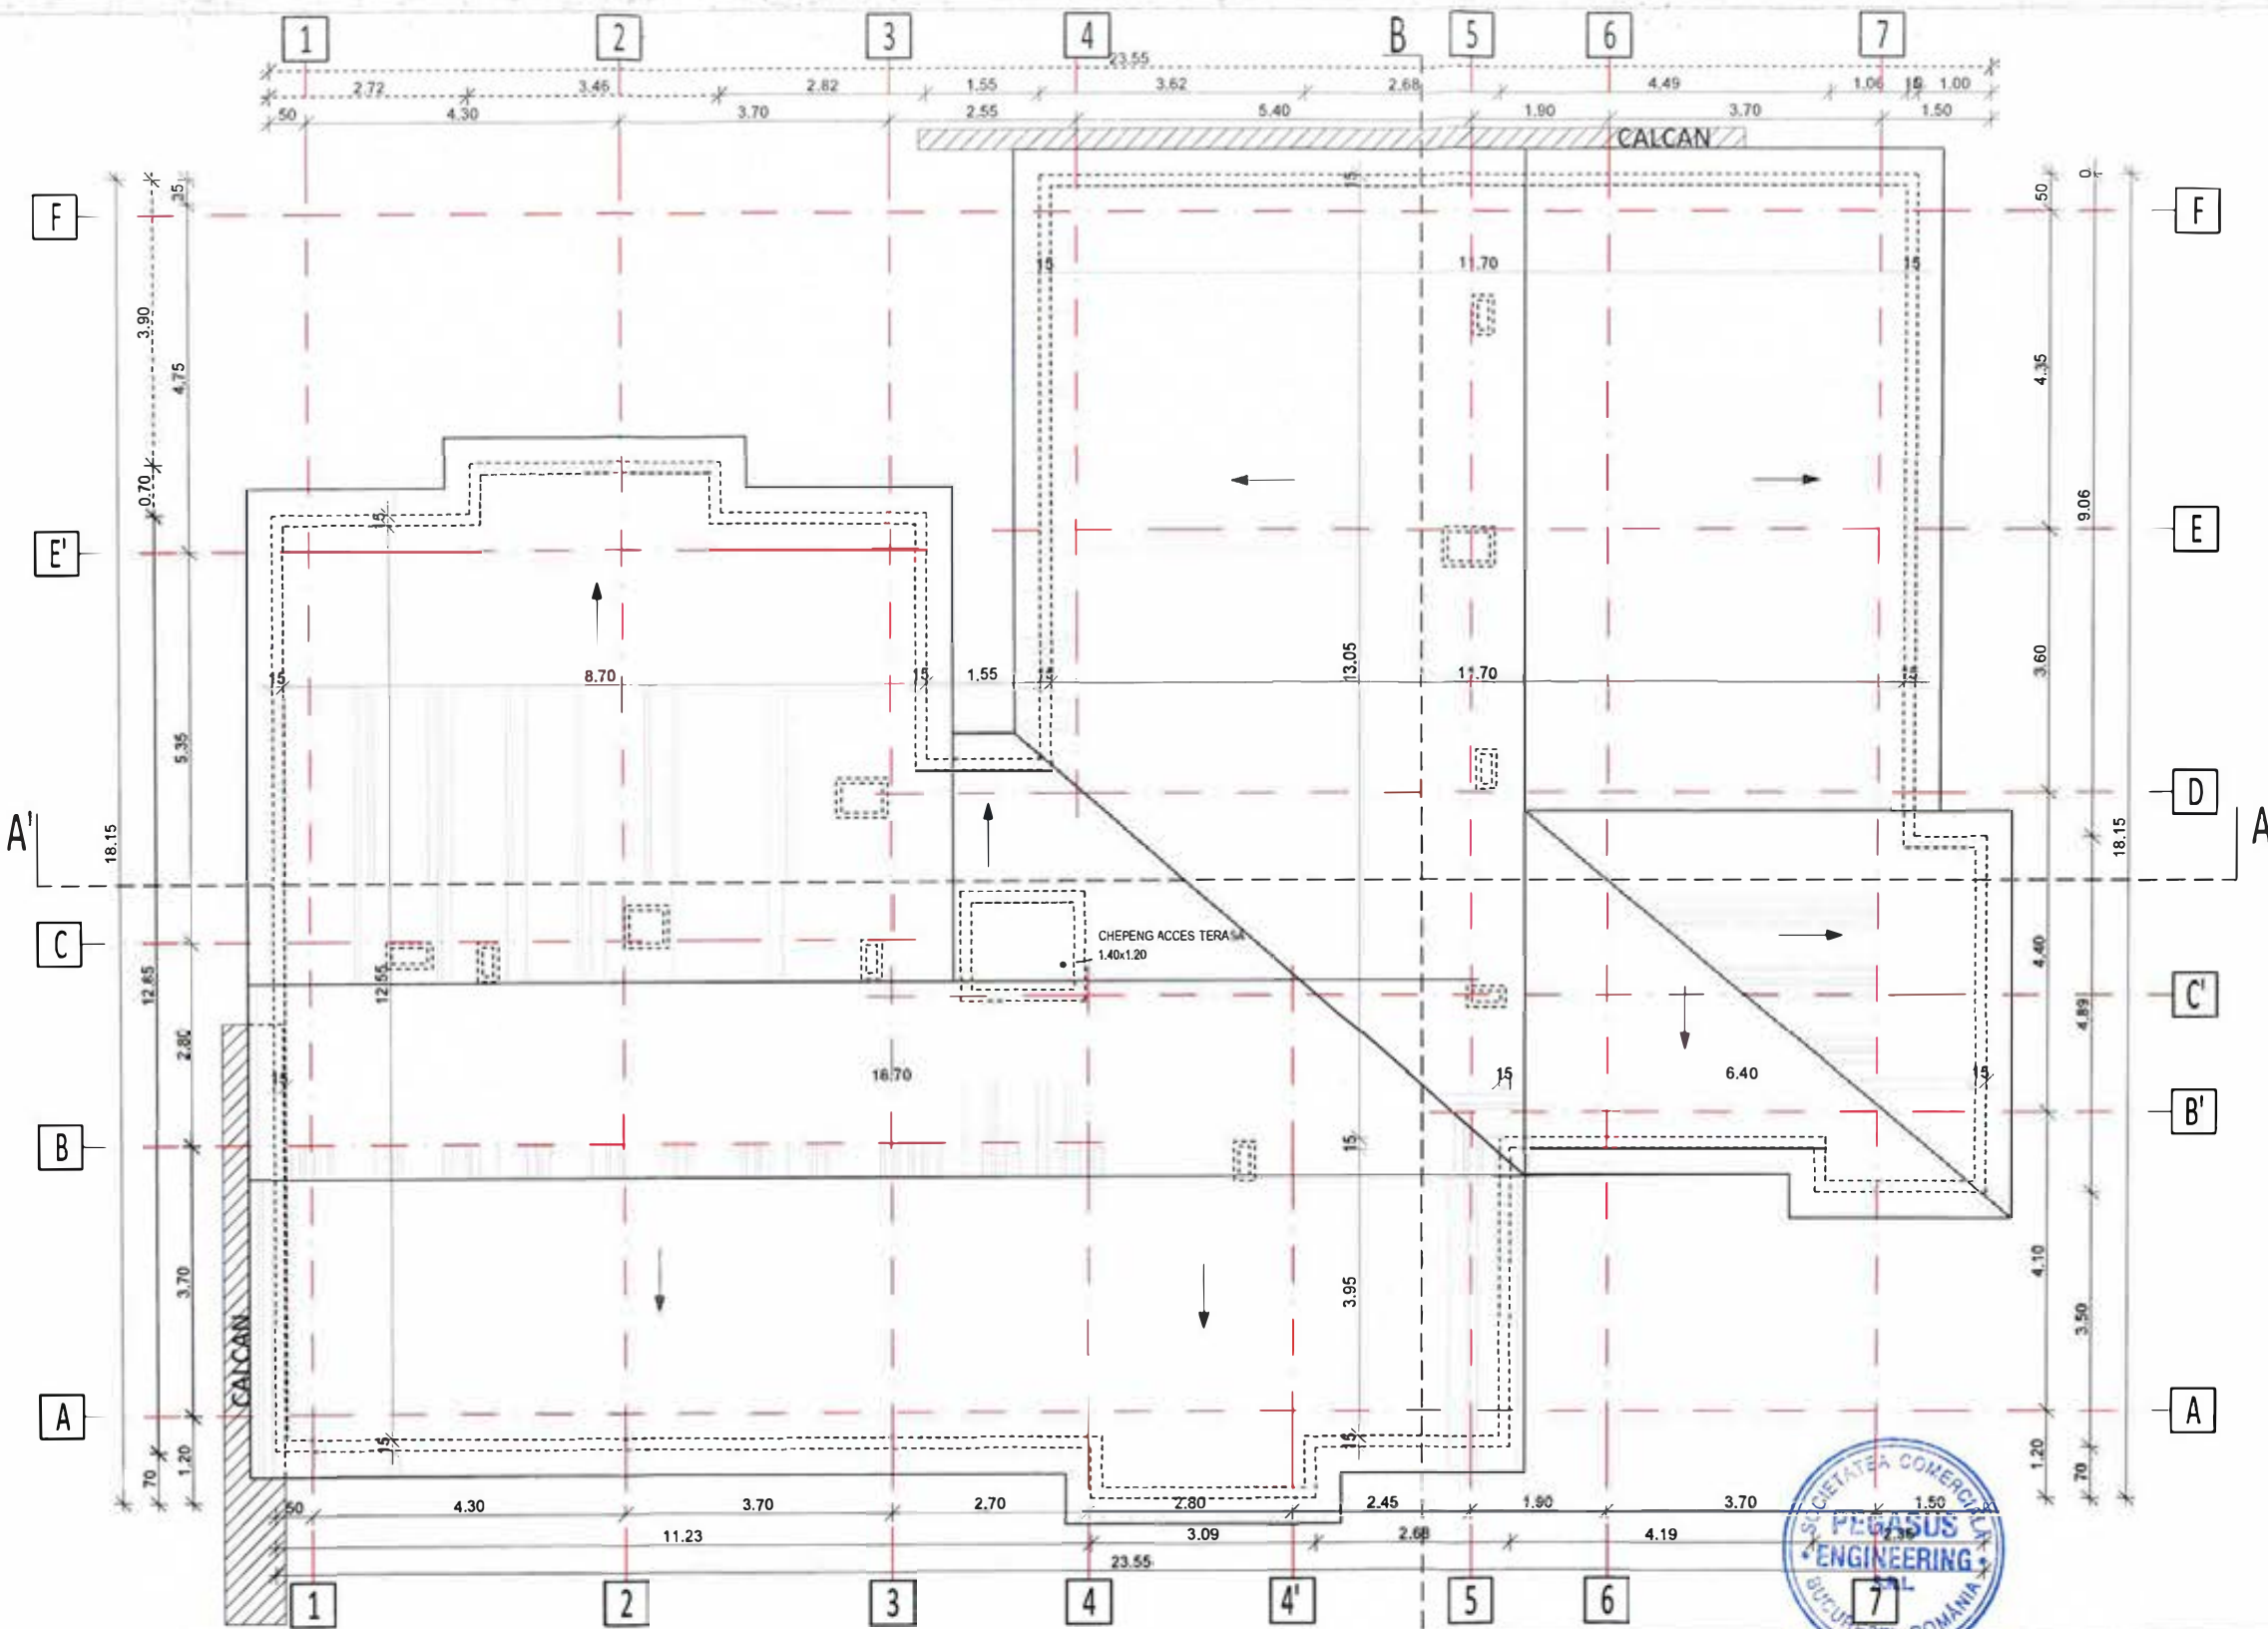 1 2 3 4 B 5 6 7
23.55
2.72 3.46 2.82 1.55 3.62 2.68 4.49 1.06 15 1.00
50 4.30 3.70 2.55 5.40 1.90 3.70 1.50
CALCAN
F 35 15 50 0 F
15 11.70 15
3.90 4.75 4.35
0.70 15 9.06
E' E
8.70 15 15 1.55 13.05 11.70 3.60
5.35
D
A' 18.15 18.15 A
C CHEPENG ACCES TERASA 4.40
1.40x1.20
12.85 12.55 C'
2.80 4.89
18.70 15 6.40 15
B 15 B'
3.70 3.95 4.10
3.50
CALCAN
A A
15 15
70 1.20 1.20 70
50 4.30 3.70 2.70 2.80 2.45 1.90 3.70 1.50
11.23 3.09 2.68 4.19 2.35
23.55
1 2 3 4 4' 5 6 7
SOCIETATEA COMERCIALA
PEGASUS
ENGINEERING
S.R.L.